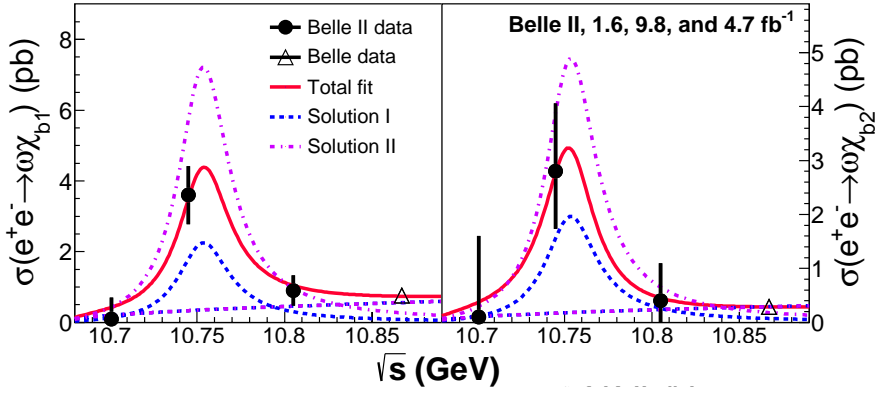 Belle II, 1.6, 9.8, and 4.7 fb⁻¹
Belle II data
Belle data
Total fit
Solution I
Solution II
σ(e⁺e⁻→ωχ_b1) (pb)
8
6
4
2
0
σ(e⁺e⁻→ωχ_b2) (pb)
5
4
3
2
1
0
10.7 10.75 10.8 10.85 10.7 10.75 10.8 10.85
√s (GeV)